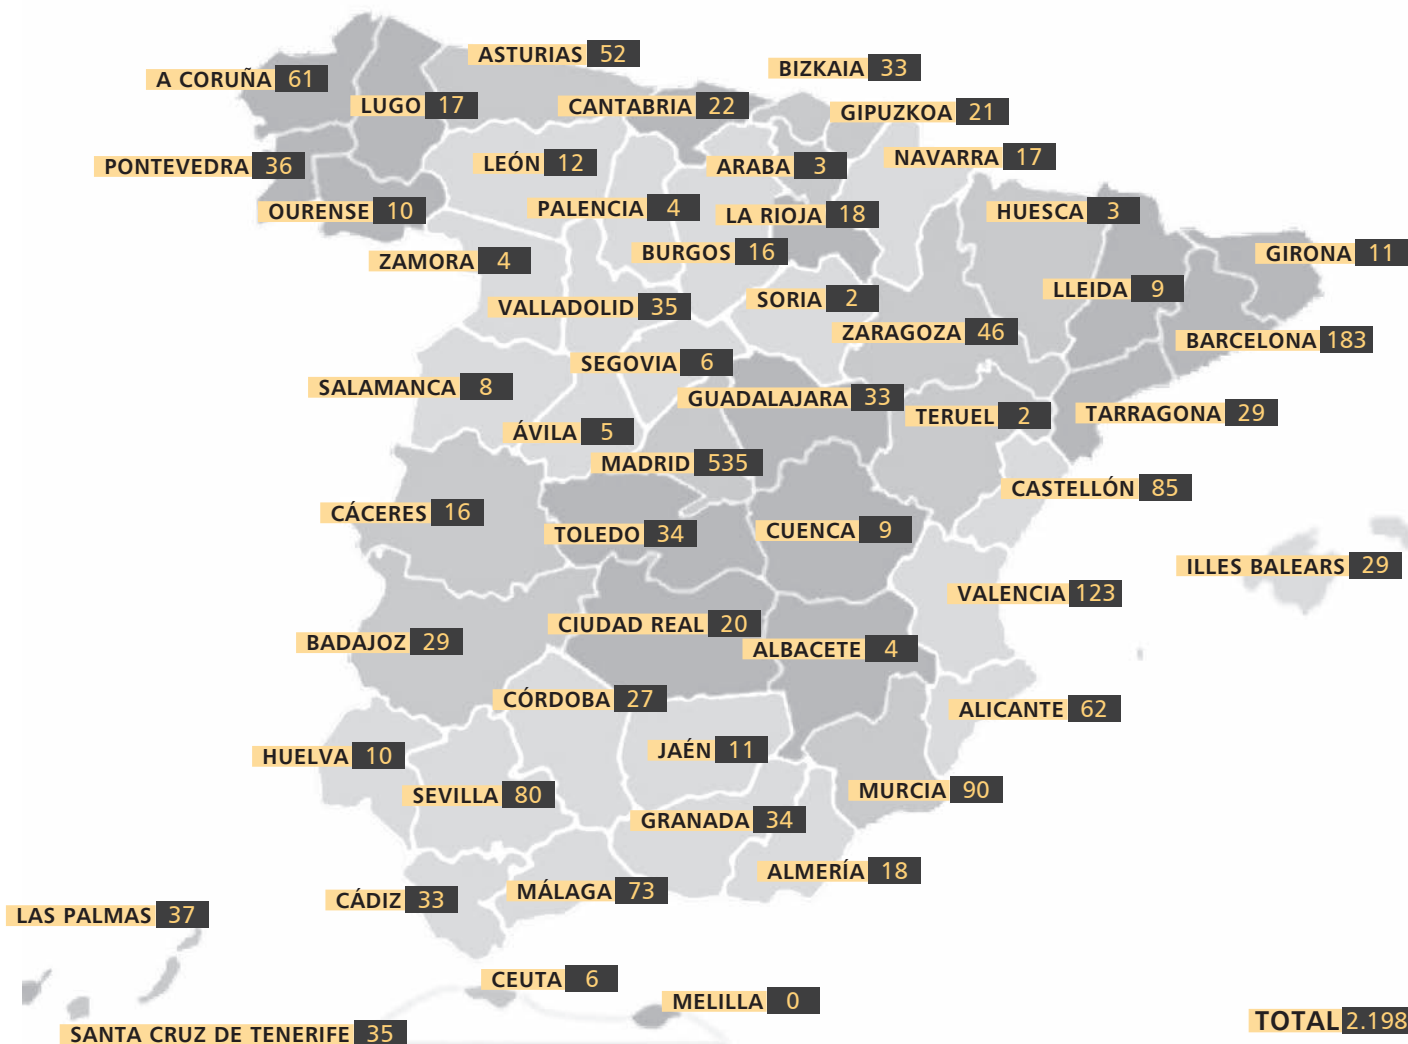 ASTURIAS 52
BIZKAIA 33
A CORUÑA 61
LUGO 17
CANTABRIA 22
GIPUZKOA 21
PONTEVEDRA 36
LEÓN 12
ARABA 3
NAVARRA 17
OURENSE 10
PALENCIA 4
LA RIOJA 18
HUESCA 3
ZAMORA 4
BURGOS 16
GIRONA 11
VALLADOLID 35
SORIA 2
LLEIDA 9
ZARAGOZA 46
BARCELONA 183
SEGOVIA 6
SALAMANCA 8
GUADALAJARA 33
TERUEL 2
TARRAGONA 29
ÁVILA 5
MADRID 535
CASTELLÓN 85
CÁCERES 16
TOLEDO 34
CUENCA 9
ILLES BALEARS 29
VALENCIA 123
CIUDAD REAL 20
BADAJOZ 29
ALBACETE 4
CÓRDOBA 27
ALICANTE 62
HUELVA 10
JAÉN 11
SEVILLA 80
MURCIA 90
GRANADA 34
ALMERÍA 18
CÁDIZ 33
MÁLAGA 73
LAS PALMAS 37
CEUTA 6
MELILLA 0
SANTA CRUZ DE TENERIFE 35
TOTAL 2.198